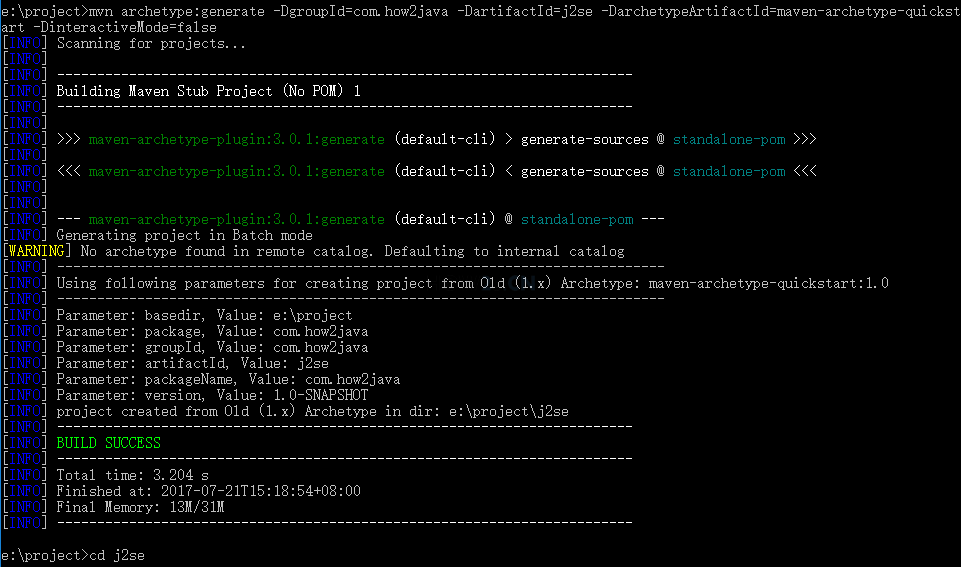 e:\project>mvn archetype:generate -DgroupId=com.how2java -DartifactId=j2se -DarchetypeArtifactId=maven-archetype-quickst
art -DinteractiveMode=false
[INFO] Scanning for projects...
[INFO]
[INFO] ------------------------------------------------------------------------
[INFO] Building Maven Stub Project (No POM) 1
[INFO] ------------------------------------------------------------------------
[INFO]
[INFO] >>> maven-archetype-plugin:3.0.1:generate (default-cli) > generate-sources @ standalone-pom >>>
[INFO]
[INFO] <<< maven-archetype-plugin:3.0.1:generate (default-cli) < generate-sources @ standalone-pom <<<
[INFO]
[INFO]
[INFO] --- maven-archetype-plugin:3.0.1:generate (default-cli) @ standalone-pom ---
[INFO] Generating project in Batch mode
[WARNING] No archetype found in remote catalog. Defaulting to internal catalog
[INFO] ----------------------------------------------------------------------------
[INFO] Using following parameters for creating project from Old (1.x) Archetype: maven-archetype-quickstart:1.0
[INFO] ----------------------------------------------------------------------------
[INFO] Parameter: basedir, Value: e:\project
[INFO] Parameter: package, Value: com.how2java
[INFO] Parameter: groupId, Value: com.how2java
[INFO] Parameter: artifactId, Value: j2se
[INFO] Parameter: packageName, Value: com.how2java
[INFO] Parameter: version, Value: 1.0-SNAPSHOT
[INFO] project created from Old (1.x) Archetype in dir: e:\project\j2se
[INFO] ------------------------------------------------------------------------
[INFO] BUILD SUCCESS
[INFO] ------------------------------------------------------------------------
[INFO] Total time: 3.204 s
[INFO] Finished at: 2017-07-21T15:18:54+08:00
[INFO] Final Memory: 13M/31M
[INFO] ------------------------------------------------------------------------
e:\project>cd j2se